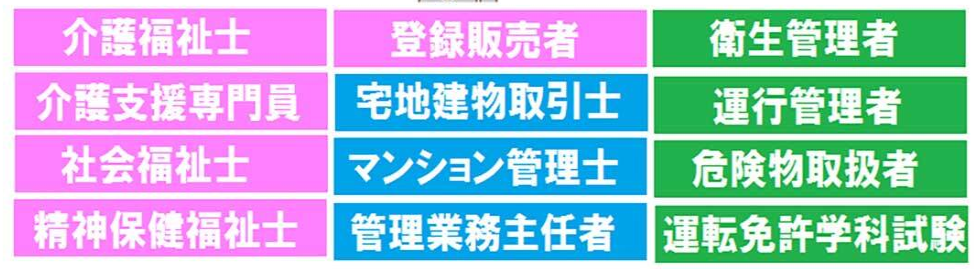 介護福祉士
登録販売者
衛生管理者
介護支援専門員
宅地建物取引士
運行管理者
社会福祉士
マンション管理士
危険物取扱者
精神保健福祉士
管理業務主任者
運転免許学科試験